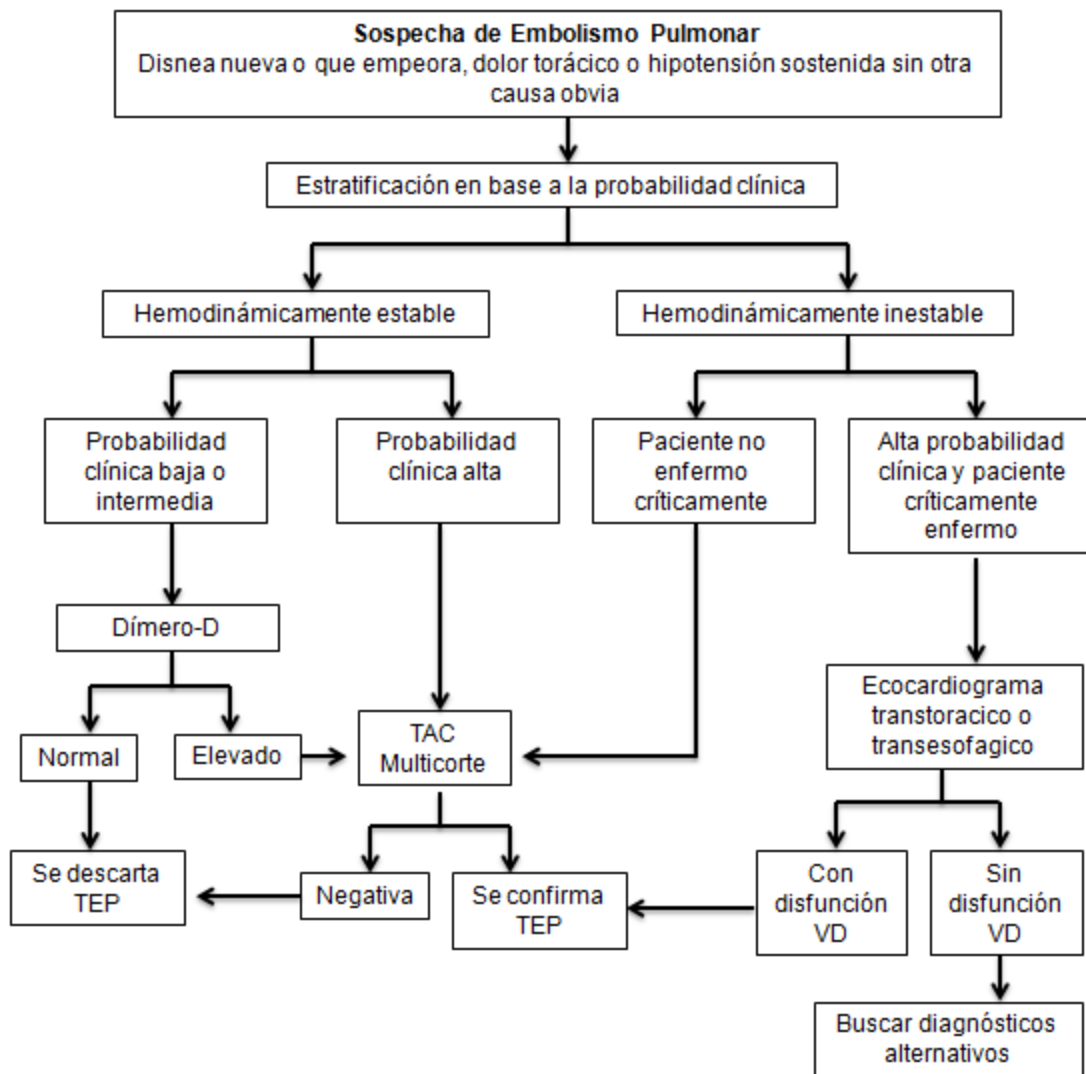 Sospecha de Embolismo Pulmonar
Disnea nueva o que empeora, dolor torácico o hipotensión sostenida sin otra
causa obvia
Estratificación en base a la probabilidad clínica
Hemodinámicamente estable
Hemodinámicamente inestable
Probabilidad
clínica baja o
intermedia
Probabilidad
clínica alta
Paciente no
enfermo
críticamente
Alta probabilidad
clínica y paciente
críticamente
enfermo
Dímero-D
Normal
Elevado
TAC
Multicorte
Ecocardiograma
transtoracico o
transesofagico
Se descarta
TEP
Negativa
Se confirma
TEP
Con
disfunción
VD
Sin
disfunción
VD
Buscar diagnósticos
alternativos